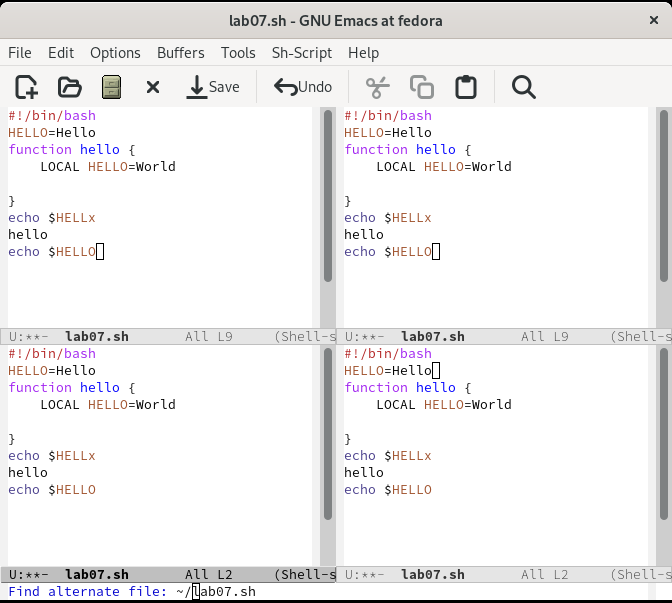 lab07.sh - GNU Emacs at fedora
File Edit Options Buffers Tools Sh-Script Help
Save Undo
#!/bin/bash
HELLO=Hello
function hello {
    LOCAL HELLO=World

}
echo $HELLx
hello
echo $HELLO
U:**-  lab07.sh       All L9     (Shell-s
#!/bin/bash
HELLO=Hello
function hello {
    LOCAL HELLO=World

}
echo $HELLx
hello
echo $HELLO
U:**-  lab07.sh       All L9     (Shell-s
#!/bin/bash
HELLO=Hello
function hello {
    LOCAL HELLO=World

}
echo $HELLx
hello
echo $HELLO
U:**-  lab07.sh       All L2     (Shell-s
#!/bin/bash
HELLO=Hello
function hello {
    LOCAL HELLO=World

}
echo $HELLx
hello
echo $HELLO
U:**-  lab07.sh       All L2     (Shell-s
Find alternate file: ~/lab07.sh